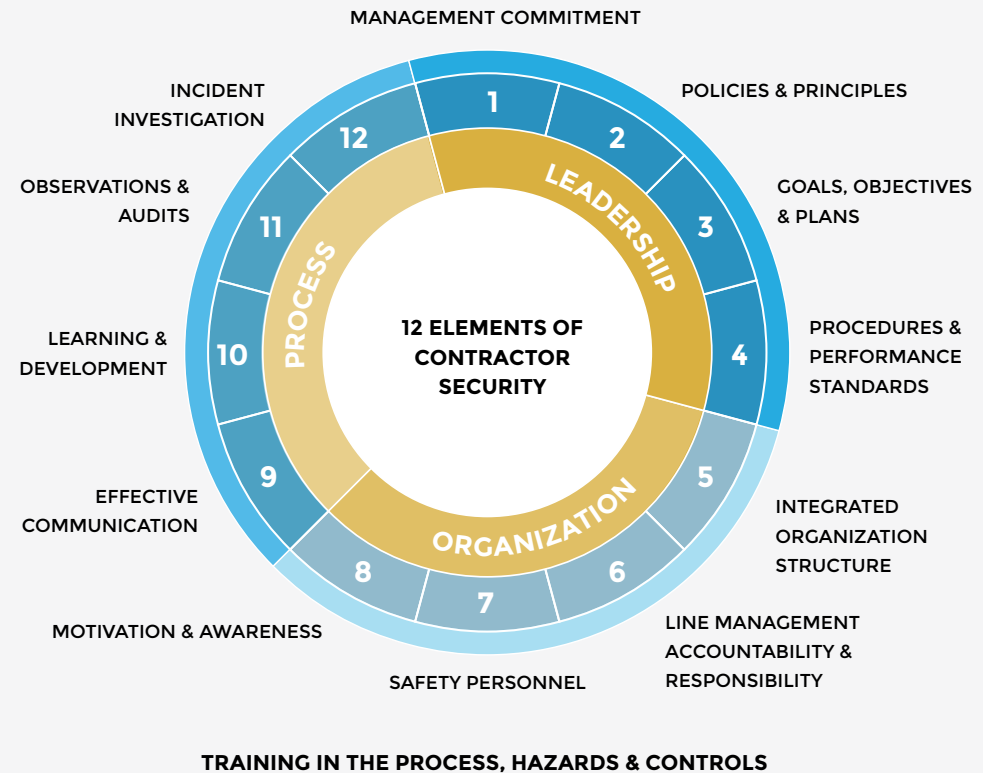 MANAGEMENT COMMITMENT
INCIDENT
INVESTIGATION
POLICIES & PRINCIPLES
OBSERVATIONS &
AUDITS
GOALS, OBJECTIVES
& PLANS
LEARNING &
DEVELOPMENT
PROCEDURES &
PERFORMANCE
STANDARDS
EFFECTIVE
COMMUNICATION
INTEGRATED
ORGANIZATION
STRUCTURE
MOTIVATION & AWARENESS
LINE MANAGEMENT
ACCOUNTABILITY &
RESPONSIBILITY
SAFETY PERSONNEL
1
2
3
4
5
6
7
8
9
10
11
12
LEADERSHIP
ORGANIZATION
PROCESS
12 ELEMENTS OF
CONTRACTOR
SECURITY
TRAINING IN THE PROCESS, HAZARDS & CONTROLS